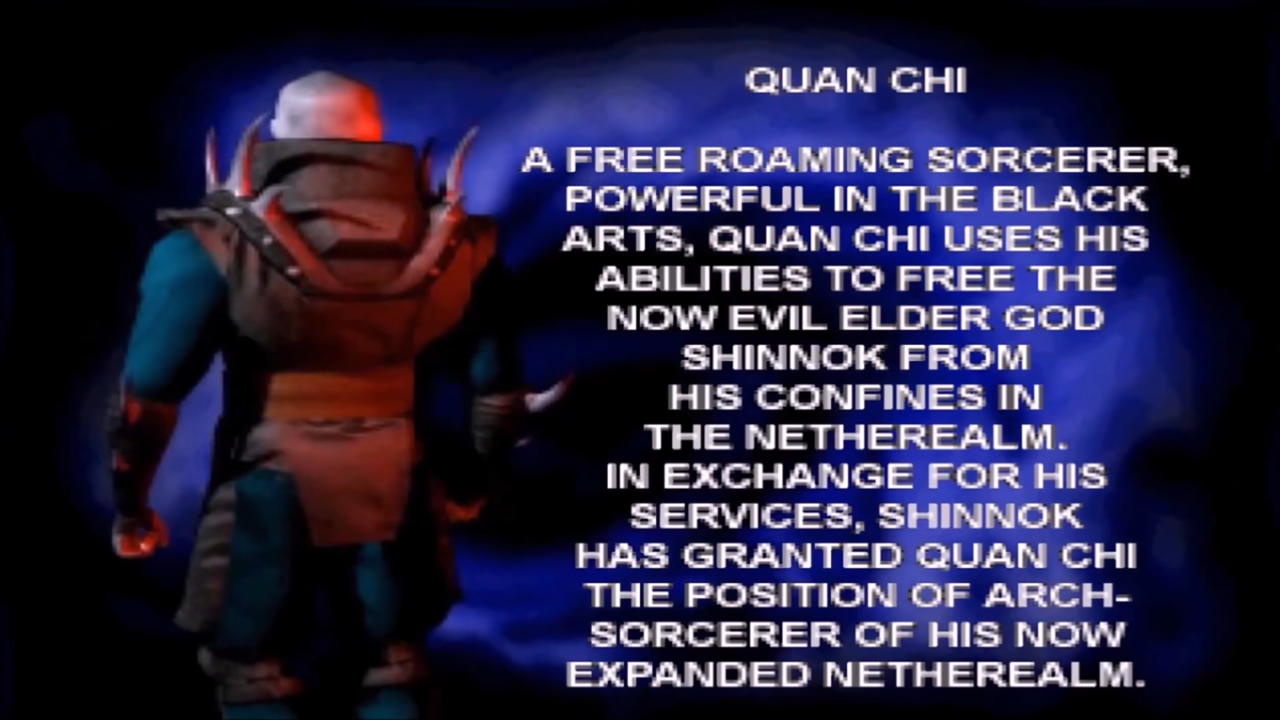 QUAN CHI
A FREE ROAMING SORCERER,
POWERFUL IN THE BLACK
ARTS, QUAN CHI USES HIS
ABILITIES TO FREE THE
NOW EVIL ELDER GOD
SHINNOK FROM
HIS CONFINES IN
THE NETHEREALM.
IN EXCHANGE FOR HIS
SERVICES, SHINNOK
HAS GRANTED QUAN CHI
THE POSITION OF ARCH-
SORCERER OF HIS NOW
EXPANDED NETHEREALM.